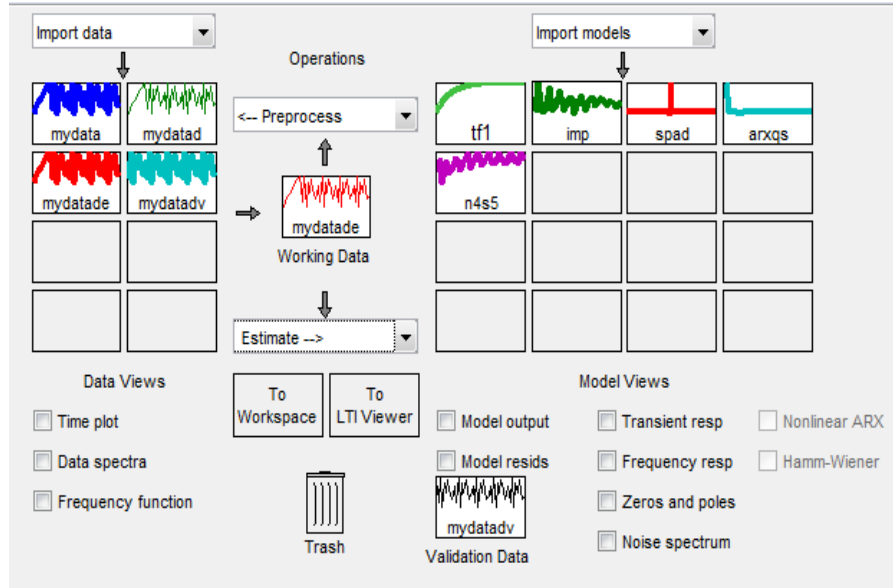 Import data
Import models
Operations
mydata
mydatad
<-- Preprocess
tf1
imp
spad
arxqs
mydatade
mydatadv
mydatade
n4s5
Working Data
Estimate -->
Data Views
To
Workspace
To
LTI Viewer
Model Views
Time plot
Model output
Transient resp
Nonlinear ARX
Data spectra
Model resids
Frequency resp
Hamm-Wiener
Frequency function
Zeros and poles
mydatadv
Trash
Validation Data
Noise spectrum